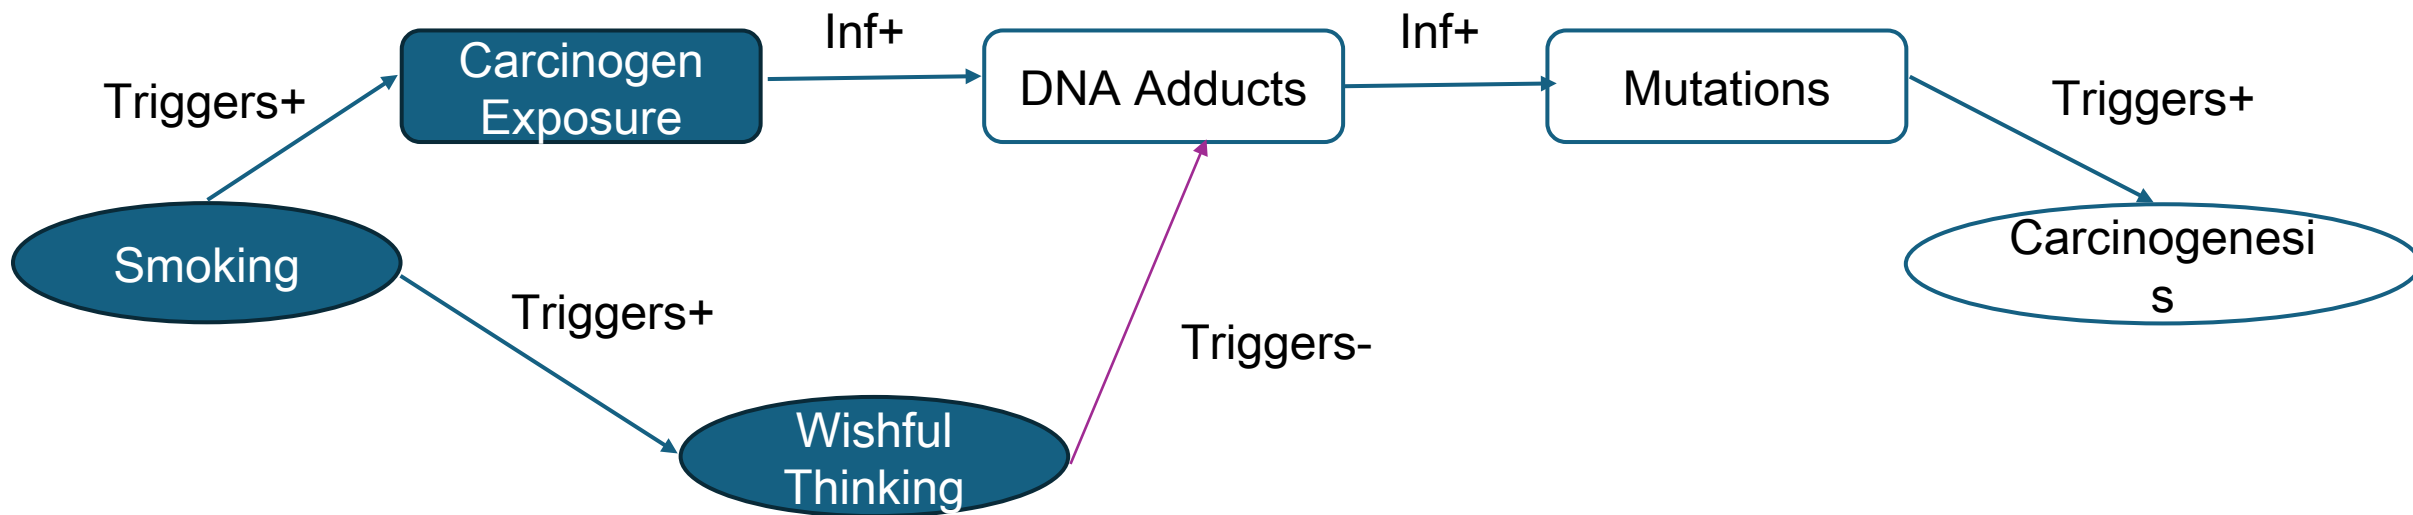 Inf+
Inf+
Carcinogen
Exposure
DNA Adducts
Mutations
Triggers+
Triggers+
Smoking
Carcinogenesi
s
Triggers+
Triggers-
Wishful
Thinking